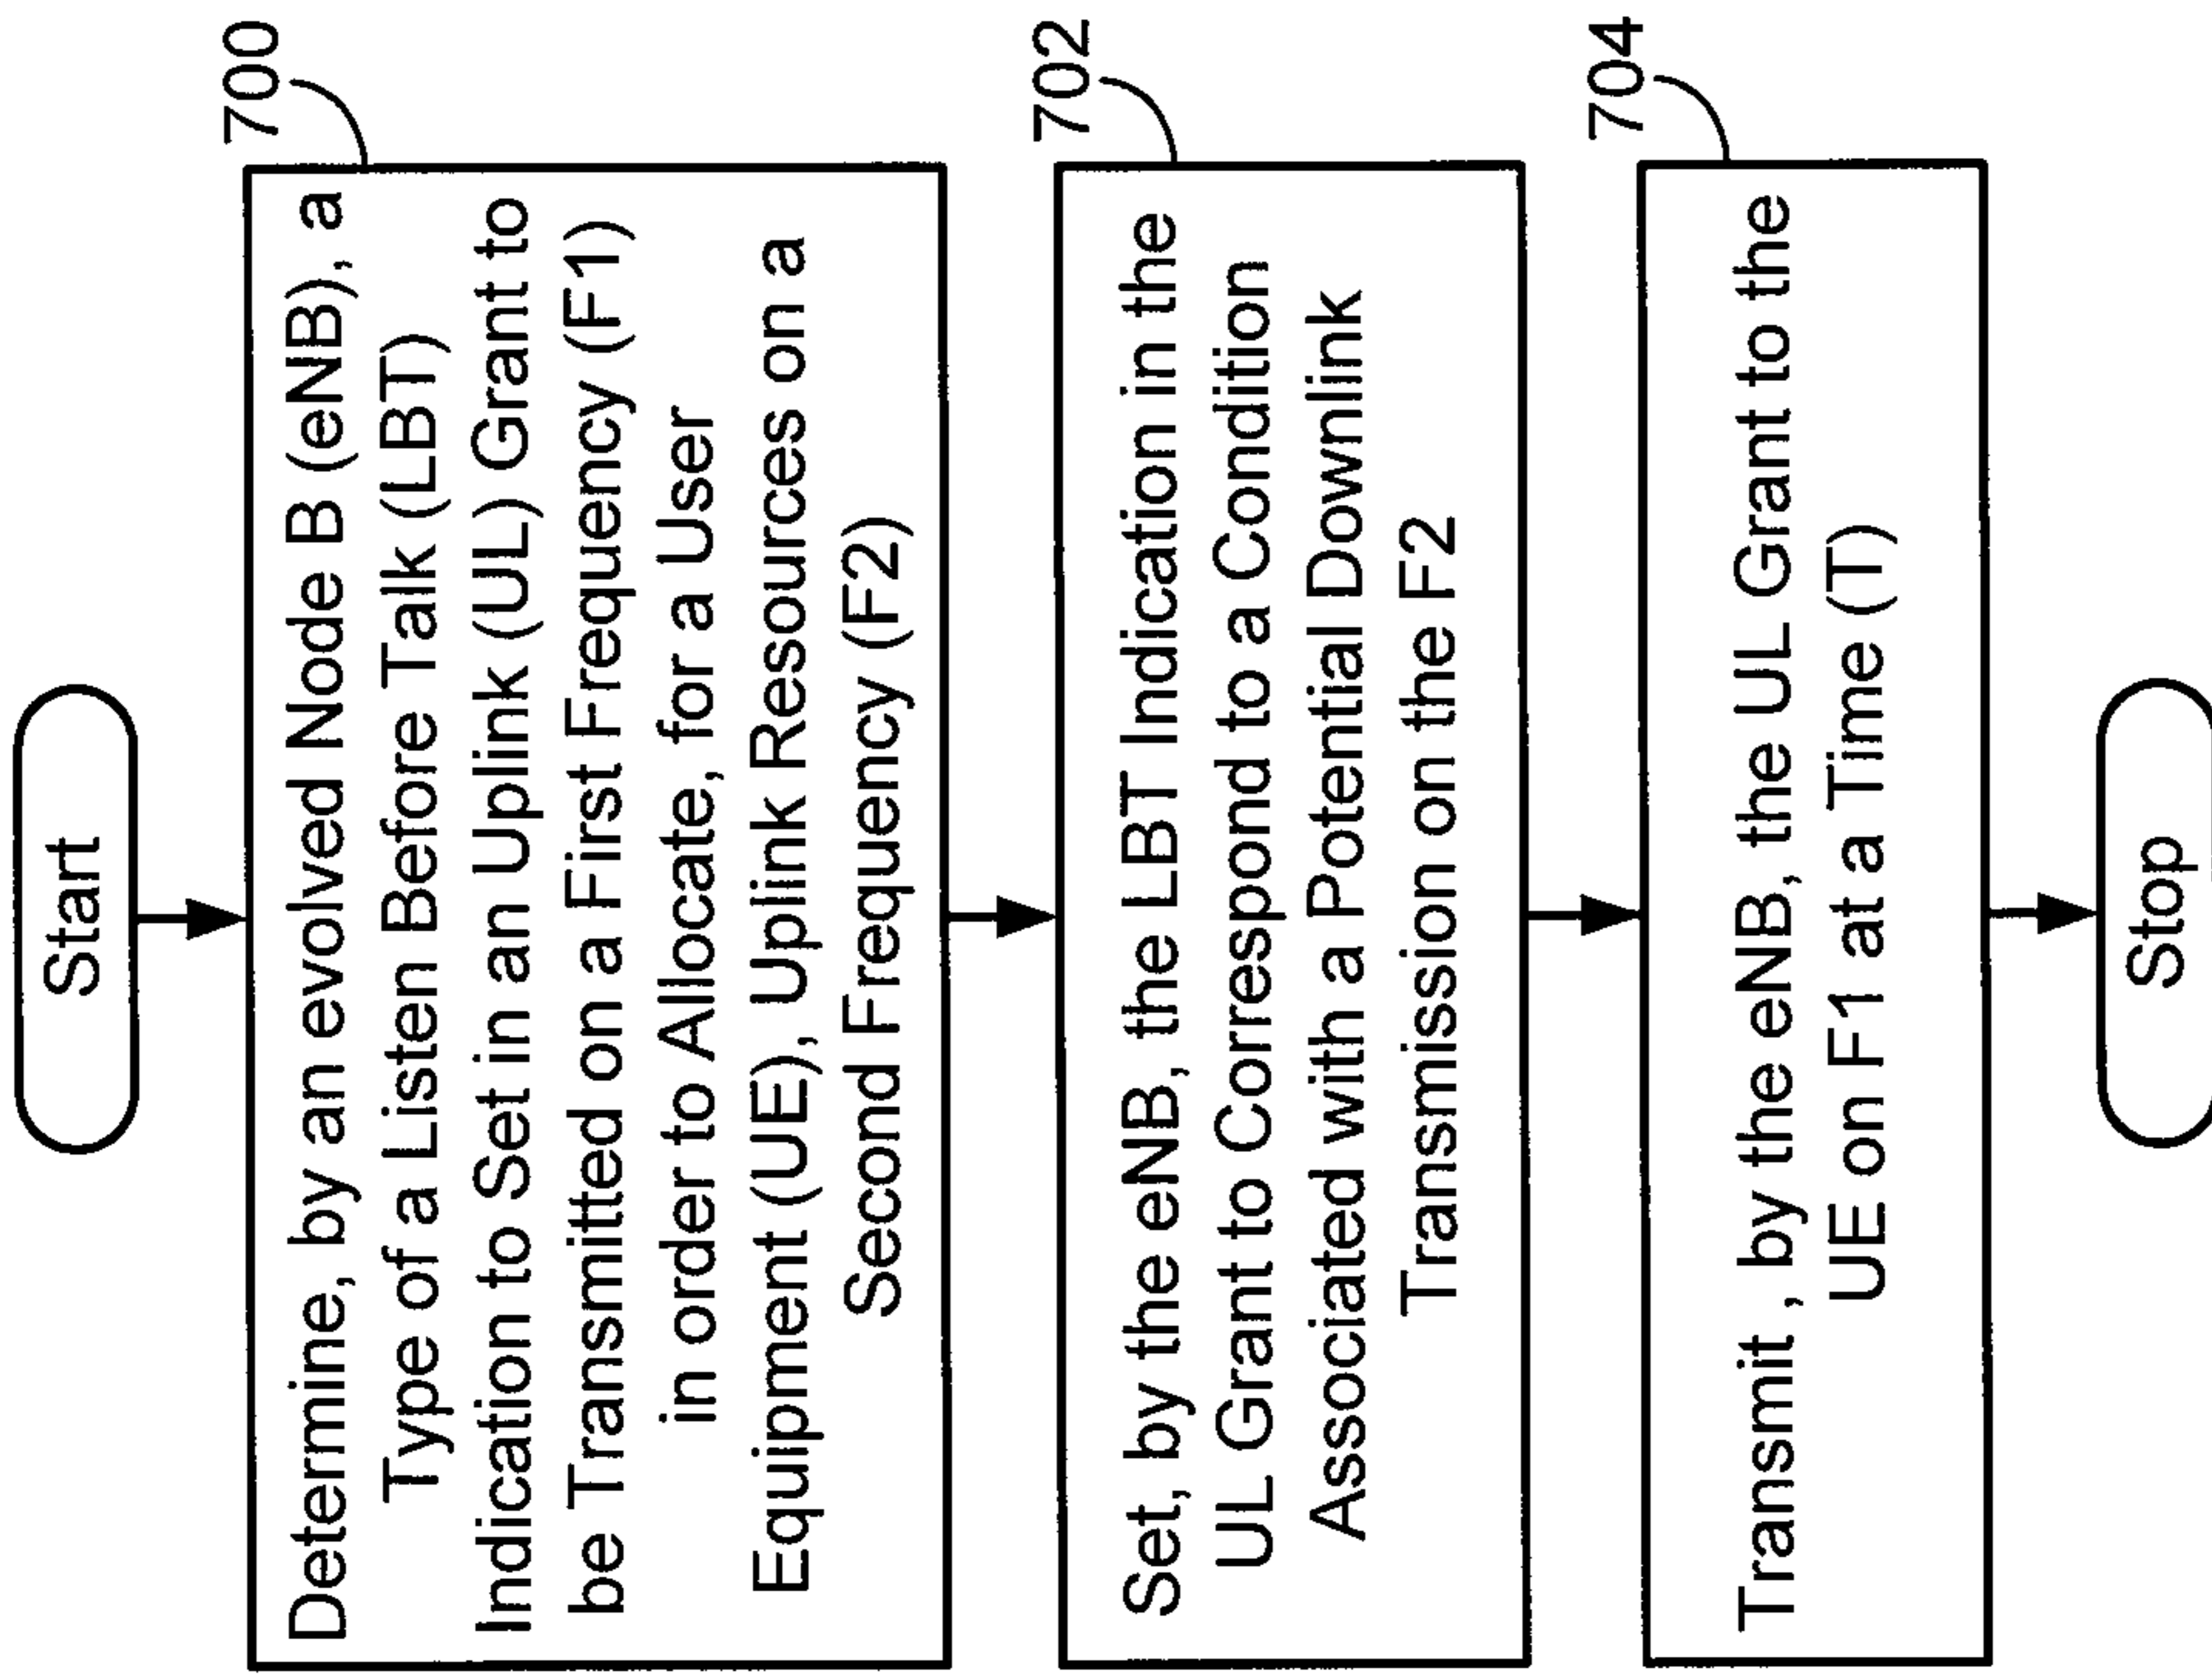 Start
700
Determine, by an evolved Node B (eNB), a
Type of a Listen Before Talk (LBT)
Indication to Set in an Uplink (UL) Grant to
be Transmitted on a First Frequency (F1)
in order to Allocate, for a User
Equipment (UE), Uplink Resources on a
Second Frequency (F2)
702
Set, by the eNB, the LBT Indication in the
UL Grant to Correspond to a Condition
Associated with a Potential Downlink
Transmission on the F2
704
Transmit , by the eNB, the UL Grant to the
UE on F1 at a Time (T)
Stop